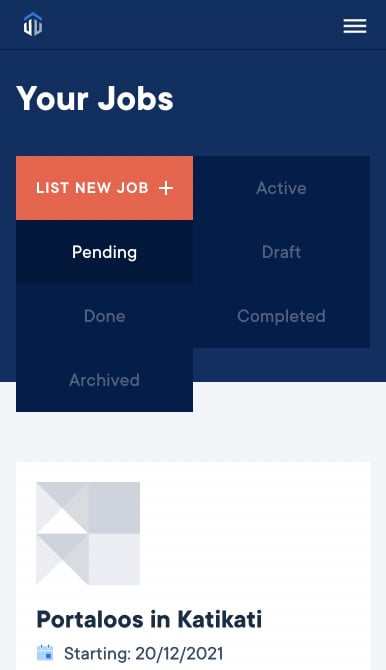 Your Jobs
LIST NEW JOB +
Active
Pending
Draft
Done
Completed
Archived
Portaloos in Katikati
Starting: 20/12/2021